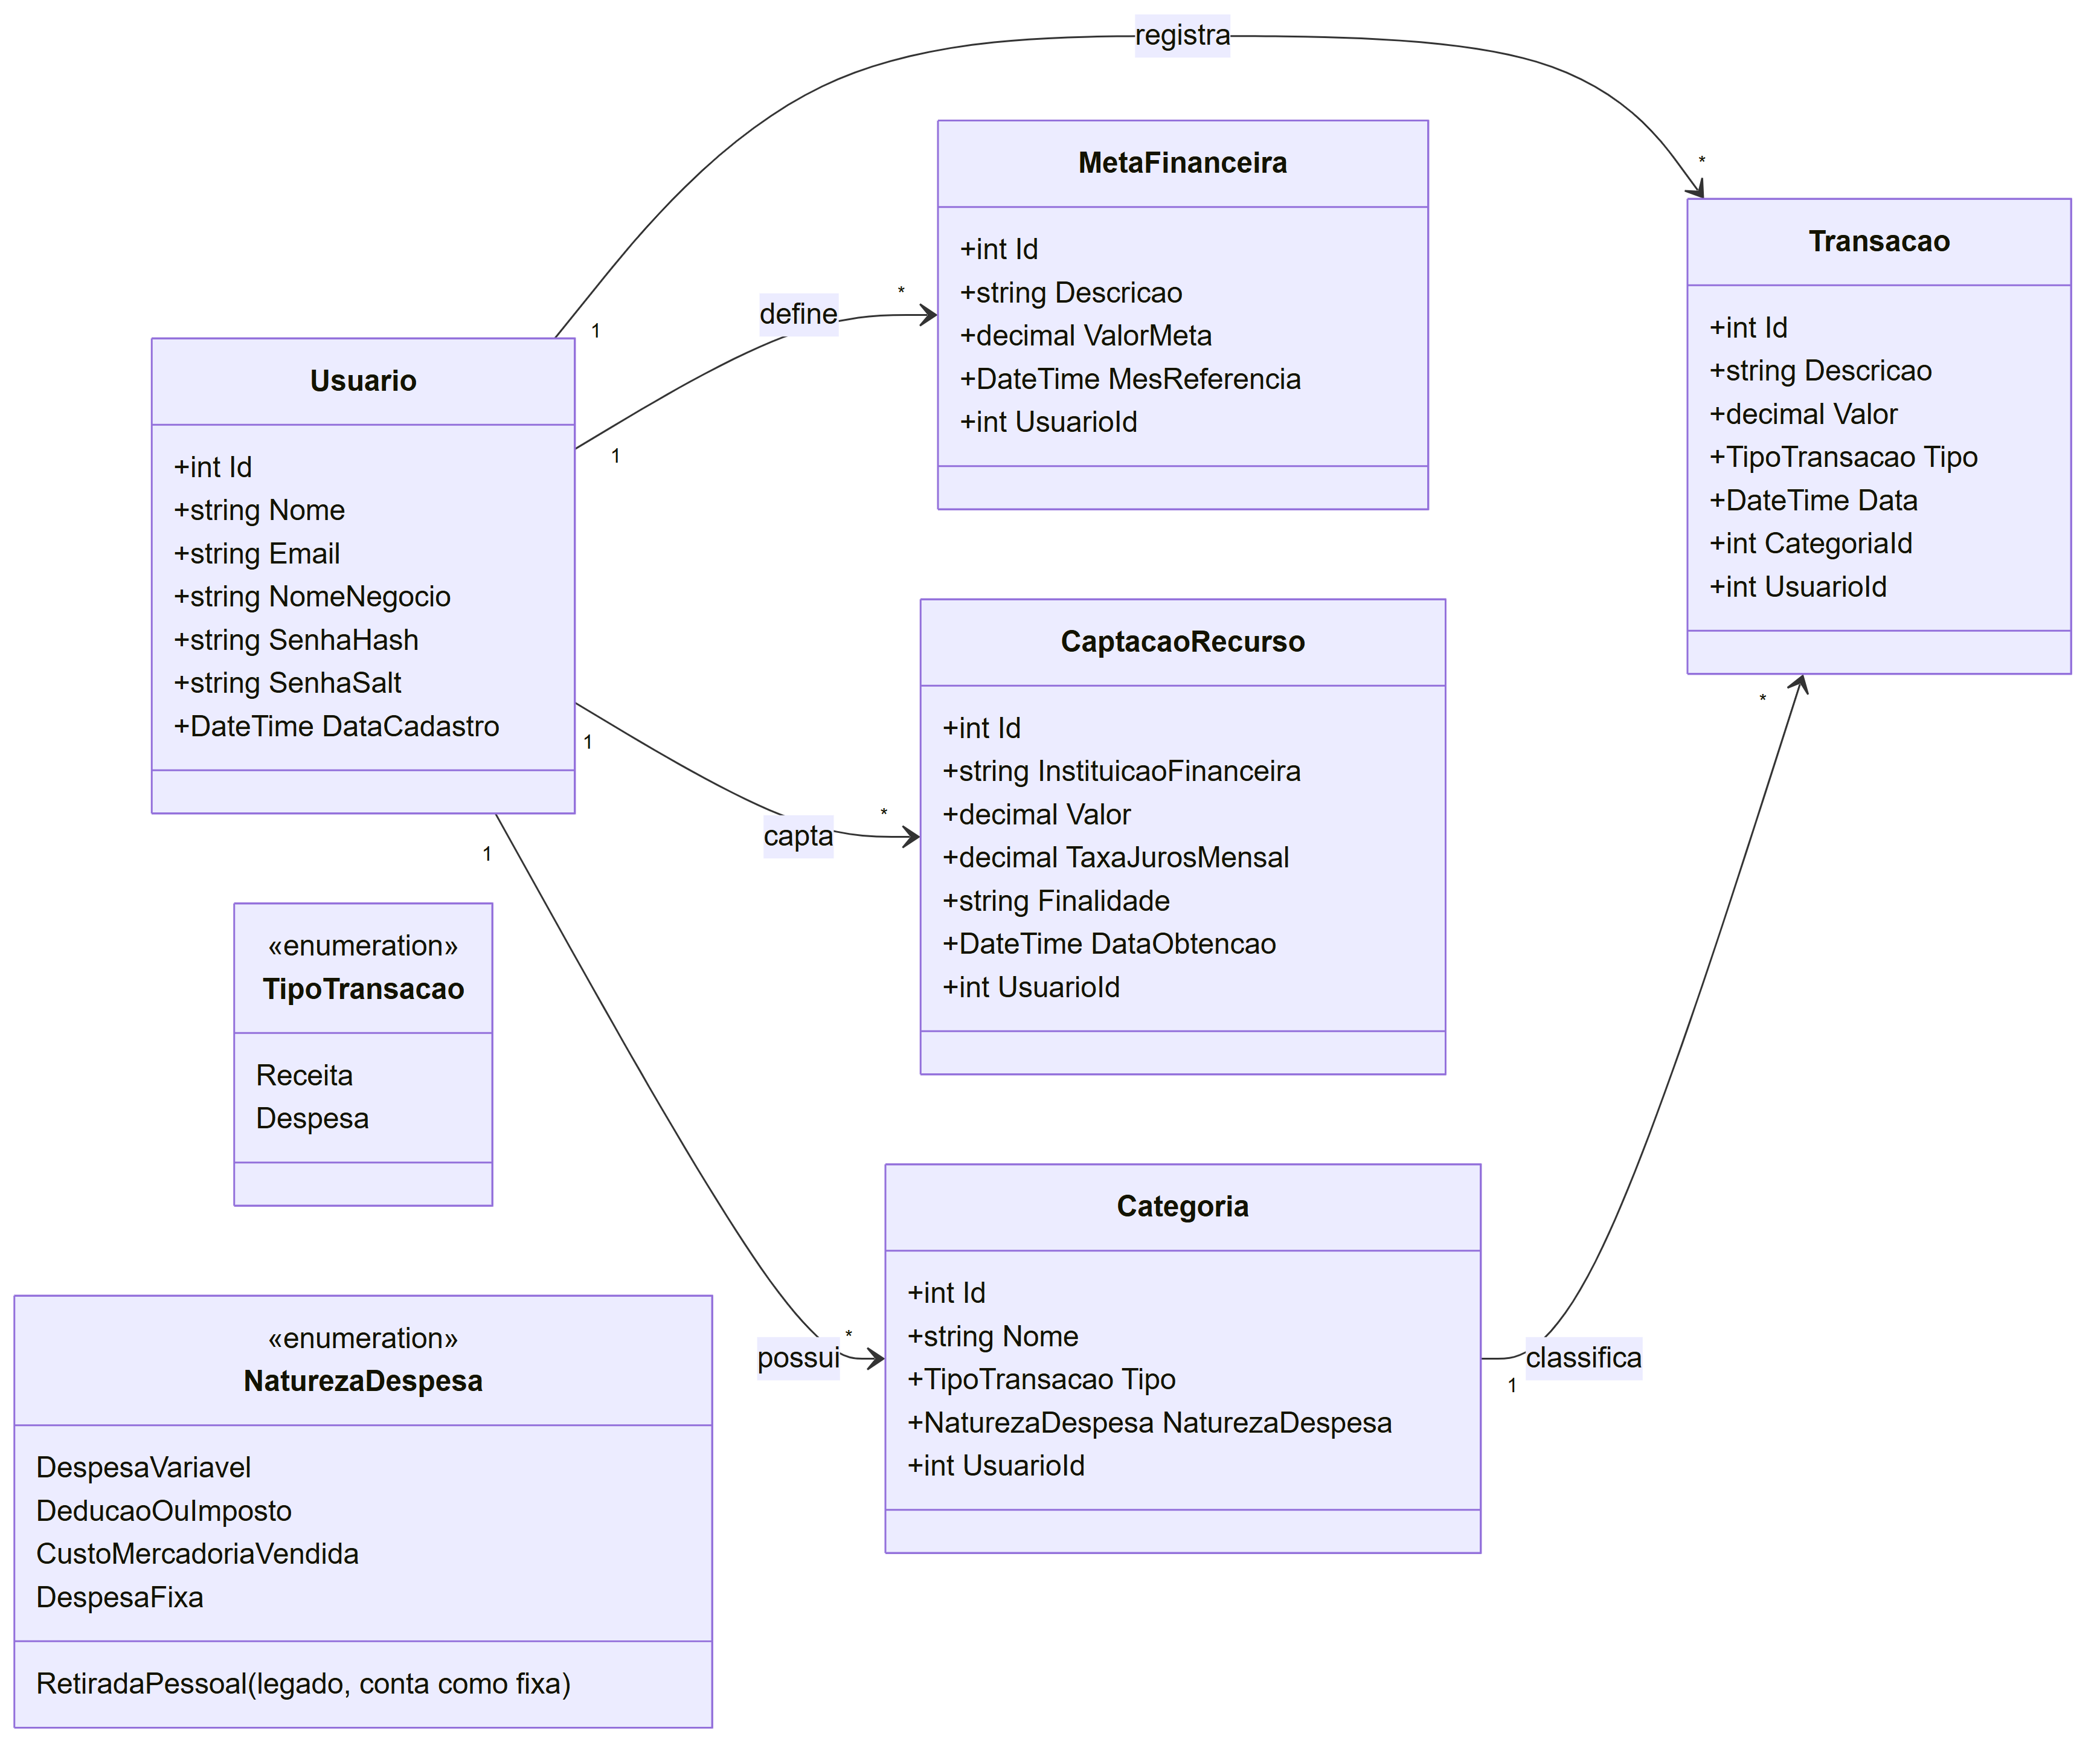 registra
*
1
MetaFinanceira
+int Id
+string Descricao
+decimal ValorMeta
+DateTime MesReferencia
+int UsuarioId
define
*
1
Transacao
+int Id
+string Descricao
+decimal Valor
+TipoTransacao Tipo
+DateTime Data
+int CategoriaId
+int UsuarioId
*
Usuario
+int Id
+string Nome
+string Email
+string NomeNegocio
+string SenhaHash
+string SenhaSalt
+DateTime DataCadastro
1
capta
*
CaptacaoRecurso
+int Id
+string InstituicaoFinanceira
+decimal Valor
+decimal TaxaJurosMensal
+string Finalidade
+DateTime DataObtencao
+int UsuarioId
1
«enumeration»
TipoTransacao
Receita
Despesa
possui
*
Categoria
+int Id
+string Nome
+TipoTransacao Tipo
+NaturezaDespesa NaturezaDespesa
+int UsuarioId
classifica
1
«enumeration»
NaturezaDespesa
DespesaVariavel
DeducaoOuImposto
CustoMercadoriaVendida
DespesaFixa
RetiradaPessoal(legado, conta como fixa)